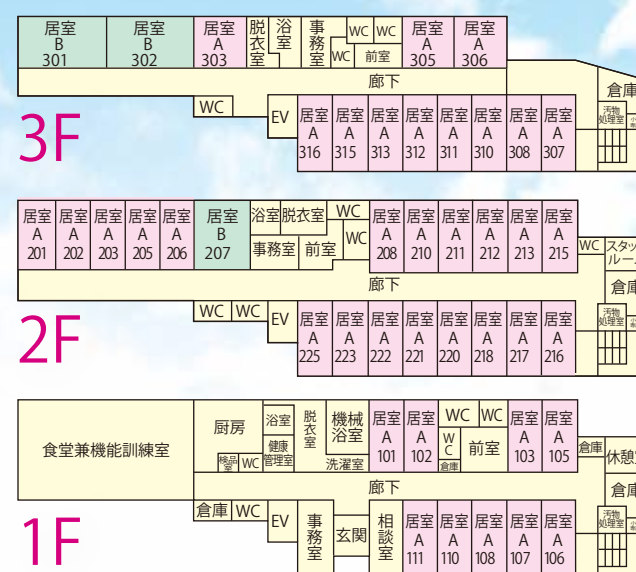 3F
居室
B
301
居室
B
302
居室
A
303
脱衣室
浴室
事務室
WC
WC
WC
前室
居室
A
305
居室
A
306
廊下
倉庫
WC
EV
居室
A
316
居室
A
315
居室
A
313
居室
A
312
居室
A
311
居室
A
310
居室
A
308
居室
A
307
汚物
処理室
2F
居室
A
201
居室
A
202
居室
A
203
居室
A
205
居室
A
206
居室
B
207
浴室
脱衣室
WC
事務室
前室
WC
居室
A
208
居室
A
210
居室
A
211
居室
A
212
居室
A
213
居室
A
215
WC
スタッ
ルー
廊下
倉庫
WC
WC
EV
居室
A
225
居室
A
223
居室
A
222
居室
A
221
居室
A
220
居室
A
218
居室
A
217
居室
A
216
汚物
処理室
1F
食堂兼機能訓練室
厨房
検品室
WC
浴室
健康
管理室
脱衣室
機械
浴室
洗濯室
居室
A
101
居室
A
102
WC
WC
WC
倉庫
前室
居室
A
103
居室
A
105
倉庫
休憩
廊下
倉庫
倉庫
WC
EV
事務室
玄関
相談室
居室
A
111
居室
A
110
居室
A
108
居室
A
107
居室
A
106
汚物
処理室